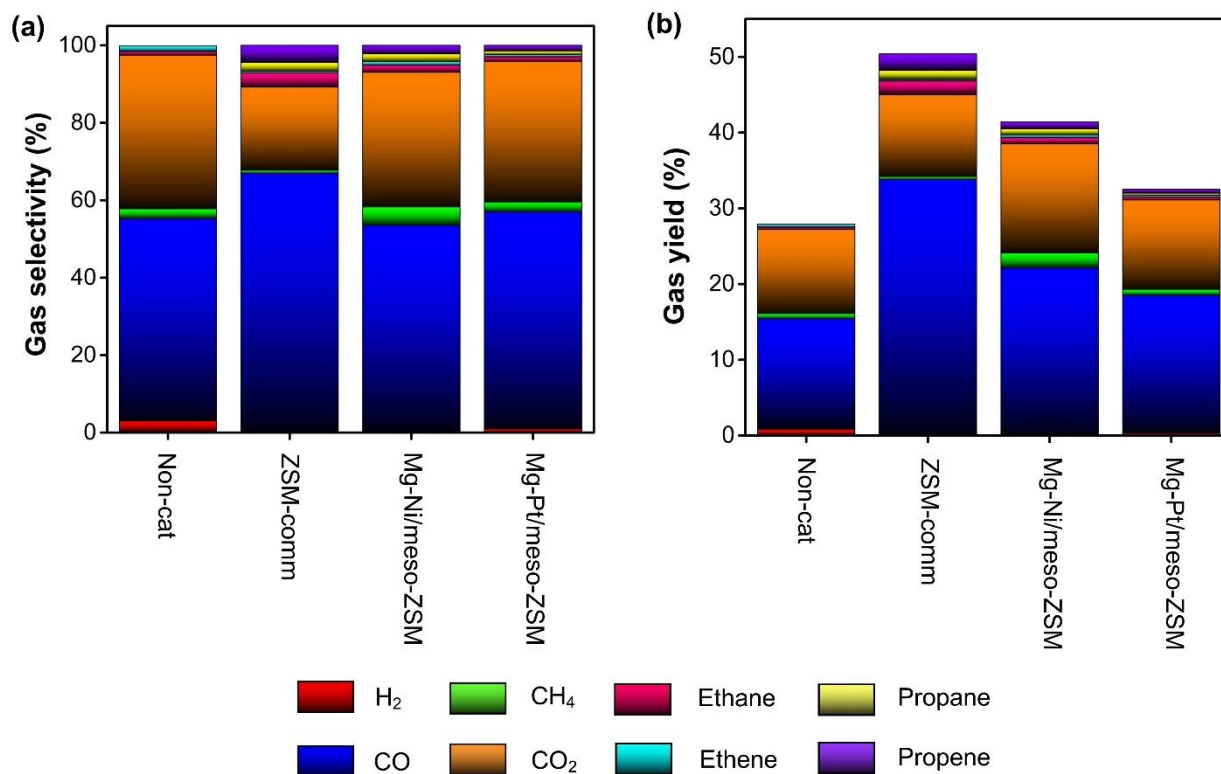 (a)
Gas selectivity (%)
100
80
60
40
20
0
Non-cat
ZSM-comm
Mg-Ni/meso-ZSM
Mg-Pt/meso-ZSM
(b)
Gas yield (%)
50
40
30
20
10
0
Non-cat
ZSM-comm
Mg-Ni/meso-ZSM
Mg-Pt/meso-ZSM
H₂ CH₄ Ethane Propane
CO CO₂ Ethene Propene